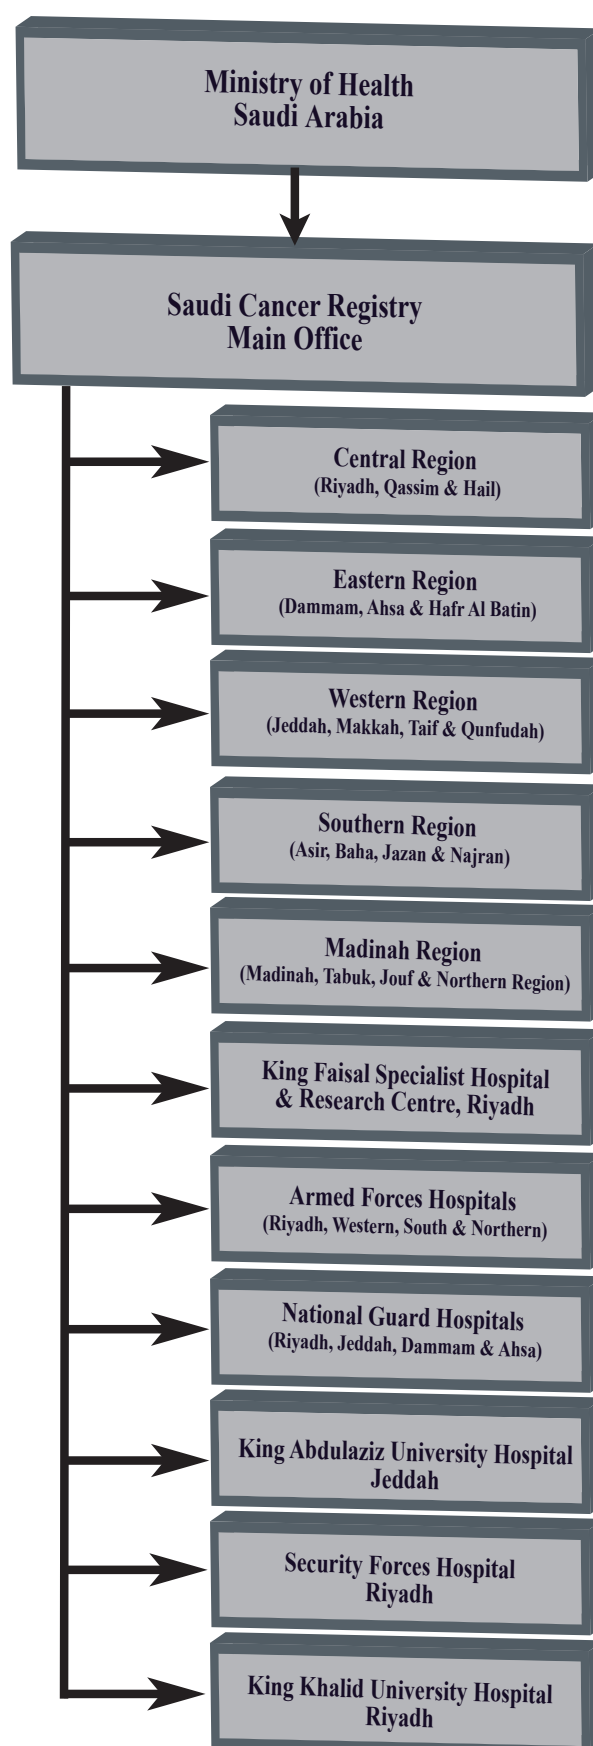 Ministry of Health
Saudi Arabia
Saudi Cancer Registry
Main Office
Central Region
(Riyadh, Qassim & Hail)
Eastern Region
(Dammam, Ahsa & Hafr Al Batin)
Western Region
(Jeddah, Makkah, Taif & Qunfudah)
Southern Region
(Asir, Baha, Jazan & Najran)
Madinah Region
(Madinah, Tabuk, Jouf & Northern Region)
King Faisal Specialist Hospital
& Research Centre, Riyadh
Armed Forces Hospitals
(Riyadh, Western, South & Northern)
National Guard Hospitals
(Riyadh, Jeddah, Dammam & Ahsa)
King Abdulaziz University Hospital
Jeddah
Security Forces Hospital
Riyadh
King Khalid University Hospital
Riyadh